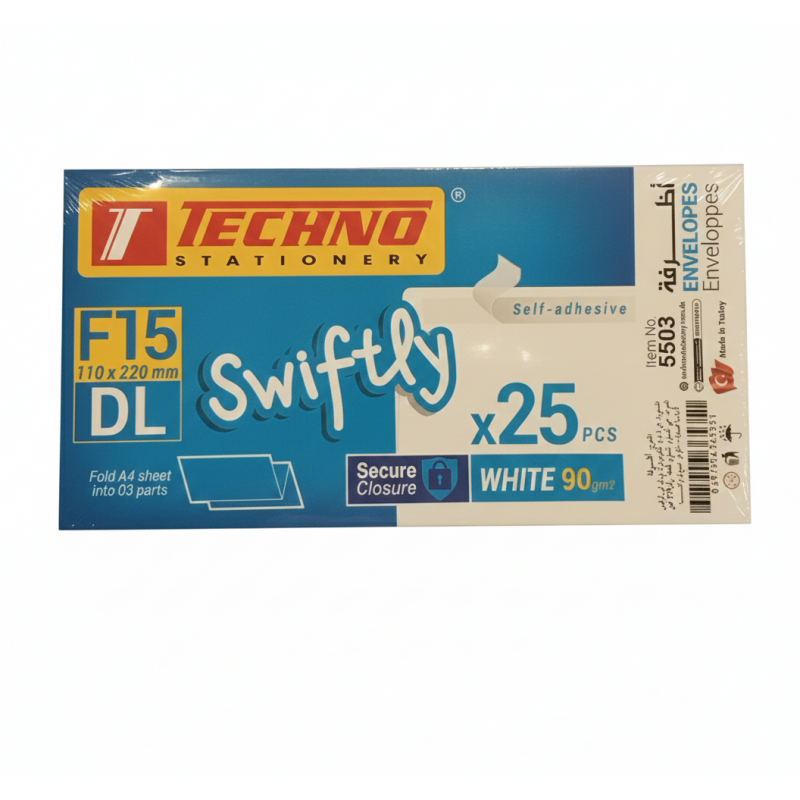 T TECHNO ®
STATIONERY
F15
110 x 220 mm
DL
Swiftly
Self-adhesive
x25 PCS
Fold A4 sheet
into 03 parts
Secure
Closure
WHITE 90gm2
أظـــرفة
ENVELOPES
Enveloppes
Item No.
5503
Made in Turkey